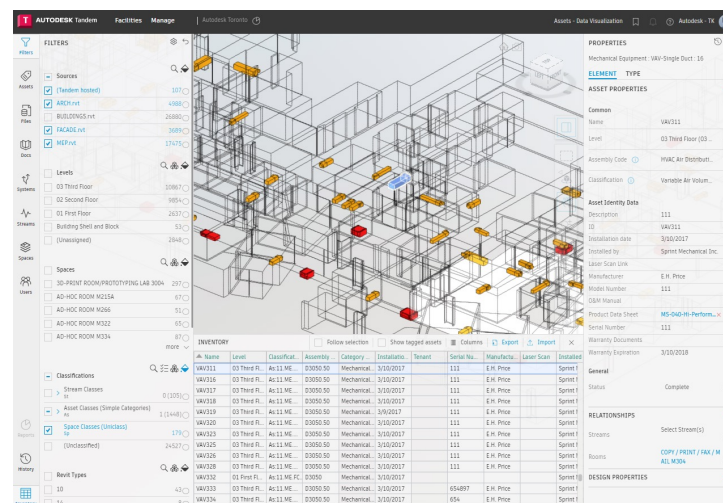 T AUTODESK Tandem Facilities Manage Autodesk Toronto Assets - Data Visualization Autodesk - TK
Filters
Assets
Files
Docs
Systems
Streams
Spaces
Users
Reports
History
FILTERS
Sources
(Tandem hosted) 107
ARCH.rvt 4968
BUILDINGS.rvt 26880
FACADE.rvt 3689
MEP.rvt 17475
Levels
03 Third Floor 10867
02 Second Floor 9854
01 First Floor 2637
Building Shell and Block 53
(Unassigned) 2848
Spaces
3D-PRINT ROOM/PROTOTYPING LAB 3004 297
AD-HOC ROOM M215A 67
AD-HOC ROOM M266 51
AD-HOC ROOM M322 65
AD-HOC ROOM M334 87
more
Classifications
Stream Classes 0 (105)
Asset Classes (Simple Categories) 1 (1448)
Space Classes (Uniclass) 179
(Unclassified) 24527
Revit Types
10 43
INVENTORY Follow selection Show tagged assets Columns Export Import
Name Level Classificat... Assembly ... Category ... Installatio... Tenant Serial Nu... Manufactu... Laser Scan Installed
VAV311 03 Third Fl... As:11 ME ... D3050.50 Mechanical... 3/10/2017 111 E.H. Price Sprint
VAV316 03 Third Fl... As:11 ME ... D3050.50 Mechanical... 3/10/2017 111 E.H. Price Sprint
VAV317 03 Third Fl... As:11 ME ... D3050.50 Mechanical... 3/10/2017 111 E.H. Price Sprint
VAV318 03 Third Fl... As:11 ME ... D3050.50 Mechanical... 3/10/2017 111 E.H. Price Sprint
VAV319 03 Third Fl... As:11 ME ... D3050.50 Mechanical... 3/9/2017 111 E.H. Price Sprint
VAV320 03 Third Fl... As:11 ME ... D3050.50 Mechanical... 3/10/2017 111 E.H. Price Sprint
VAV323 03 Third Fl... As:11 ME ... D3050.50 Mechanical... 3/10/2017 111 E.H. Price Sprint
VAV325 03 Third Fl... As:11 ME ... D3050.50 Mechanical... 3/10/2017 111 E.H. Price Sprint
VAV326 03 Third Fl... As:11 ME ... D3050.50 Mechanical... 3/10/2017 111 E.H. Price Sprint
VAV328 03 Third Fl... As:11 ME ... D3050.50 Mechanical... 3/10/2017 111 E.H. Price Sprint
VAV332 01 First Fl... As:11 ME FC... D3050 Mechanical... 3/10/2017 E.H. Price Sprint
VAV333 03 Third Fl... As:11 ME ... D3050.50 Mechanical... 3/10/2017 654897 E.H. Price Sprint
VAV334 03 Third Fl... As:11 ME ... D3050.50 Mechanical... 3/10/2017 654 E.H. Price Sprint
PROPERTIES
Mechanical Equipment : VAV-Single Duct : 16
ELEMENT TYPE
ASSET PROPERTIES
Common
Name VAV311
Level 03 Third Floor (03 ...
Assembly Code HVAC Air Distributi...
Classification Variable Air Volum...
Asset Identity Data
Description 111
ID VAV311
Installation date 3/10/2017
Installed by Sprint Mechanical Inc
Laser Scan Link
Manufacturer E.H. Price
Model Number 111
O&M Manual
Product Data Sheet MS-040-Hi-Perform...
Serial Number 111
Warranty Documents
Warranty Expiration 3/10/2018
General
Status Complete
RELATIONSHIPS
Streams Select Stream(s)
Rooms COPY / PRINT / FAX / M
AIL M304
DESIGN PROPERTIES